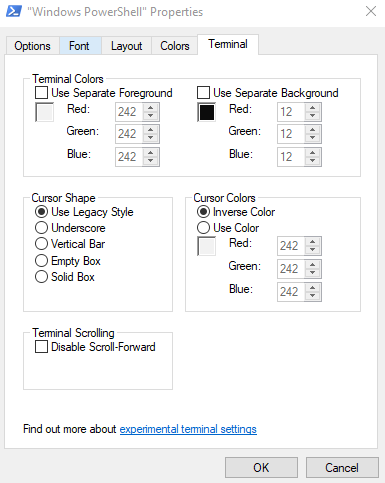 "Windows PowerShell" Properties
Options Font Layout Colors Terminal
Terminal Colors
Use Separate Foreground Use Separate Background
Red: 242 Red: 12
Green: 242 Green: 12
Blue: 242 Blue: 12
Cursor Shape
Use Legacy Style
Underscore
Vertical Bar
Empty Box
Solid Box
Cursor Colors
Inverse Color
Use Color
Red: 242
Green: 242
Blue: 242
Terminal Scrolling
Disable Scroll-Forward
Find out more about experimental terminal settings
OK Cancel